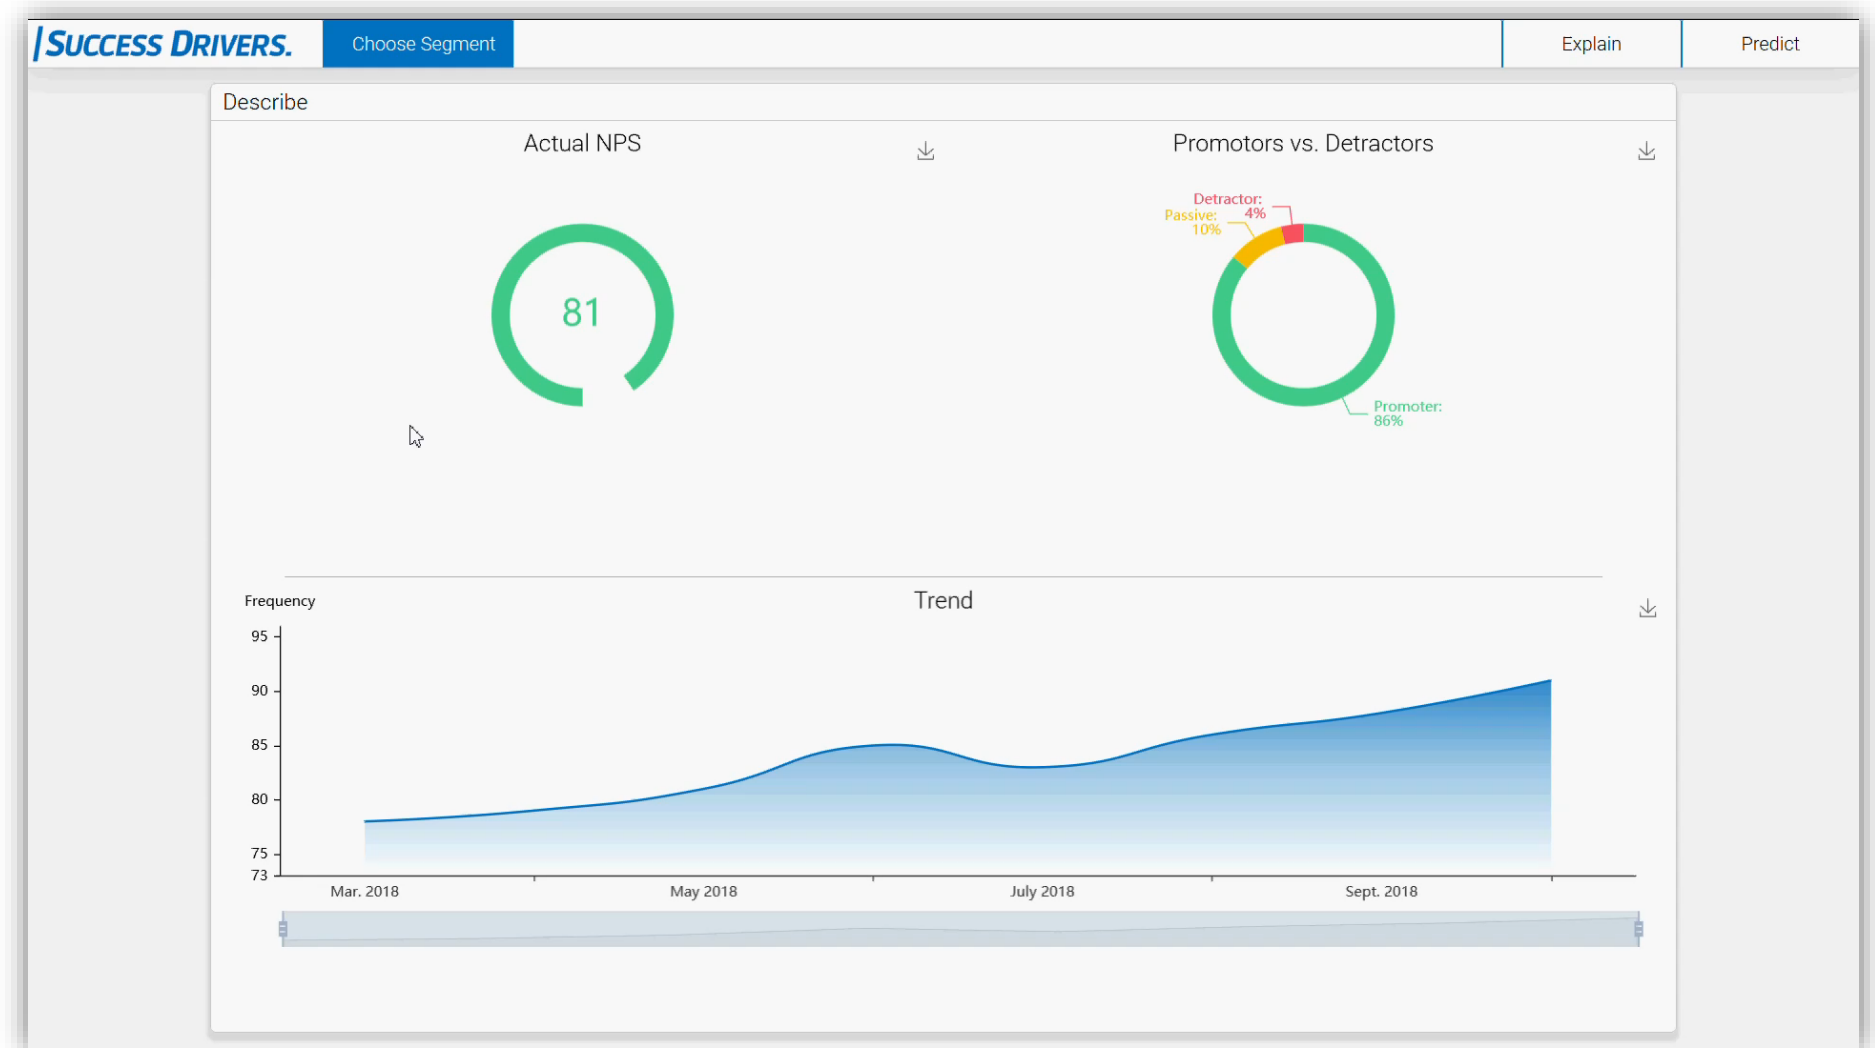 SUCCESS DRIVERS.
Choose Segment
Explain
Predict
Describe
Actual NPS
81
Promotors vs. Detractors
Detractor:
4%
Passive:
10%
Promoter:
86%
Trend
Frequency
95
90
85
80
75
73
Mar. 2018
May 2018
July 2018
Sept. 2018